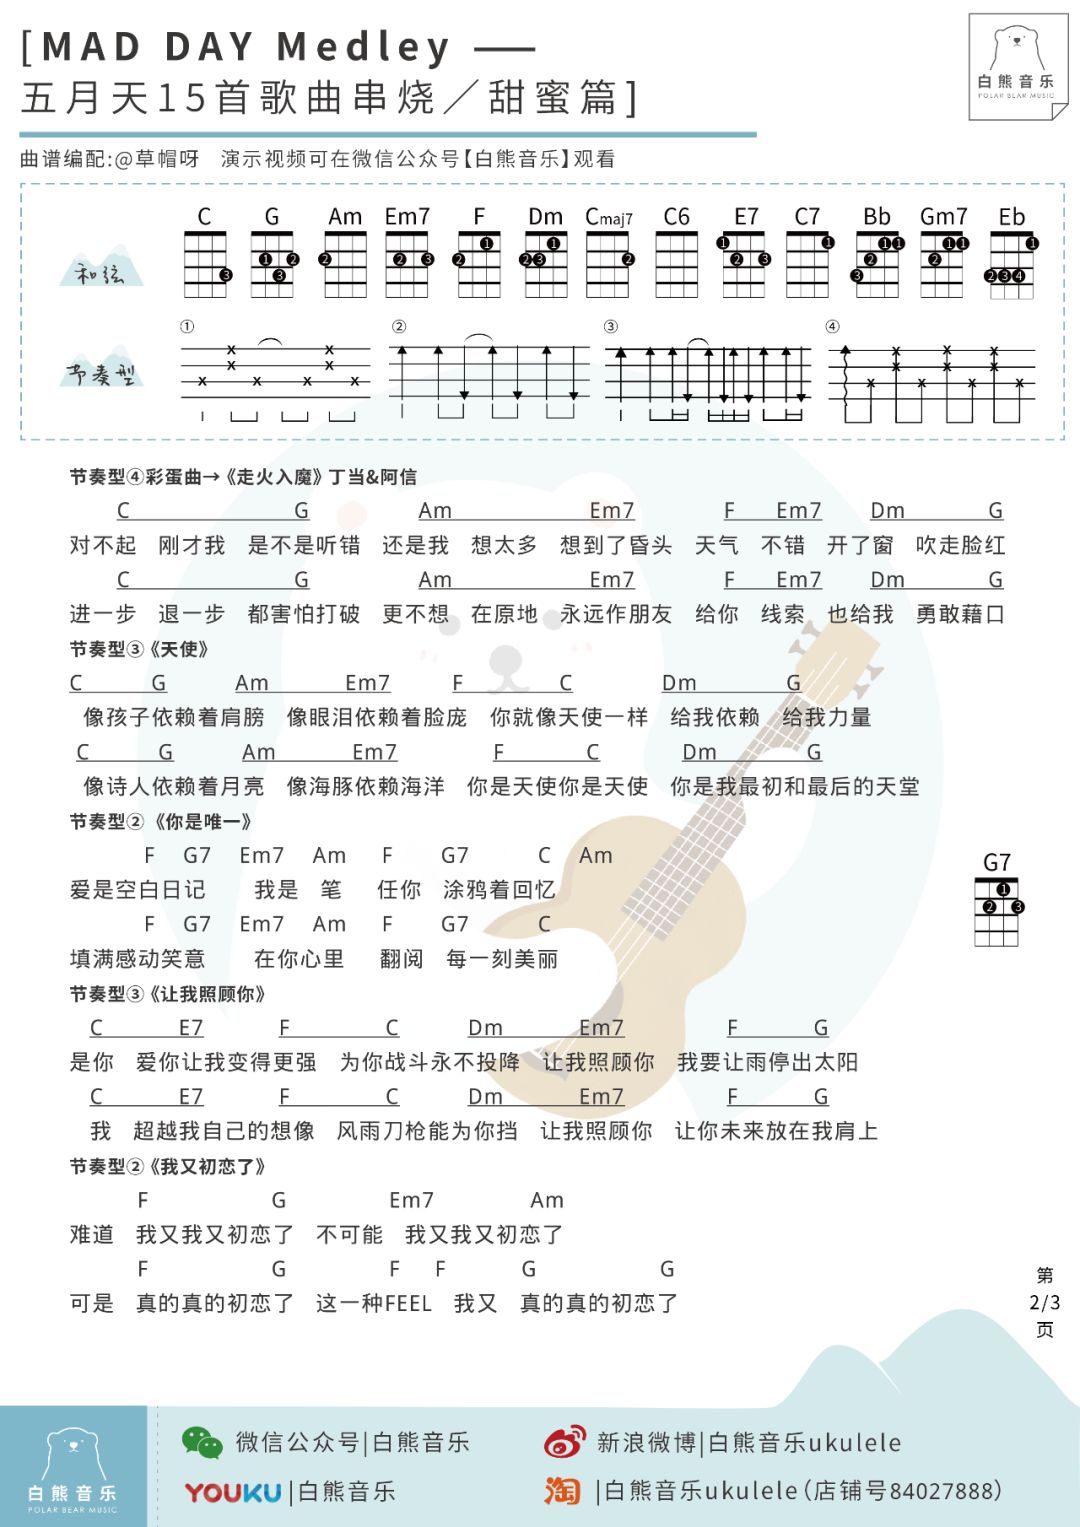 [MAD DAY Medley ——
五月天15首歌曲串烧／甜蜜篇]
白熊音乐
POLAR BEAR MUSIC
曲谱编配:@草帽呀 演示视频可在微信公众号【白熊音乐】观看
和弦
C G Am Em7 F Dm Cmaj7 C6 E7 C7 Bb Gm7 Eb
节奏型
① ② ③ ④
节奏型④彩蛋曲→《走火入魔》丁当&阿信
C G Am Em7 F Em7 Dm G
对不起 刚才我 是不是听错 还是我 想太多 想到了昏头 天气 不错 开了窗 吹走脸红
C G Am Em7 F Em7 Dm G
进一步 退一步 都害怕打破 更不想 在原地 永远作朋友 给你 线索 也给我 勇敢藉口
节奏型③《天使》
C G Am Em7 F C Dm G
像孩子依赖着肩膀 像眼泪依赖着脸庞 你就像天使一样 给我依赖 给我力量
C G Am Em7 F C Dm G
像诗人依赖着月亮 像海豚依赖海洋 你是天使你是天使 你是我最初和最后的天堂
节奏型②《你是唯一》
F G7 Em7 Am F G7 C Am
爱是空白日记 我是 笔 任你 涂鸦着回忆
G7
F G7 Em7 Am F G7 C
填满感动笑意 在你心里 翻阅 每一刻美丽
节奏型③《让我照顾你》
C E7 F C Dm Em7 F G
是你 爱你让我变得更强 为你战斗永不投降 让我照顾你 我要让雨停出太阳
C E7 F C Dm Em7 F G
我 超越我自己的想像 风雨刀枪能为你挡 让我照顾你 让你未来放在我肩上
节奏型②《我又初恋了》
F G Em7 Am
难道 我又我又初恋了 不可能 我又我又初恋了
F G F F G G
可是 真的真的初恋了 这一种FEEL 我又 真的真的初恋了
第
2/3
页
白熊音乐
POLAR BEAR MUSIC
微信公众号|白熊音乐
新浪微博|白熊音乐ukulele
YOUKU |白熊音乐
淘 |白熊音乐ukulele（店铺号84027888）